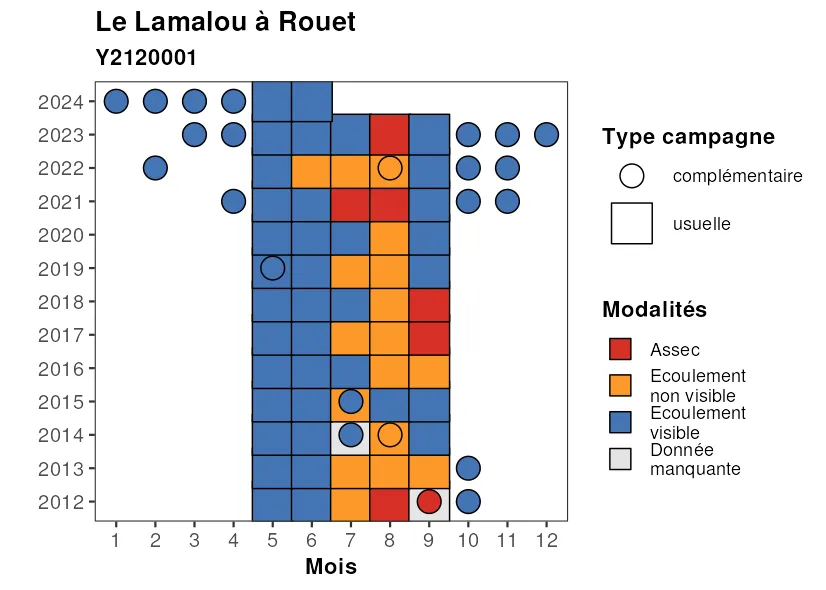 Le Lamalou à Rouet
Y2120001
2024
2023
2022
2021
2020
2019
2018
2017
2016
2015
2014
2013
2012
1 2 3 4 5 6 7 8 9 10 11 12
Mois
Type campagne
complémentaire
usuelle
Modalités
Assec
Ecoulement
non visible
Ecoulement
visible
Donnée
manquante